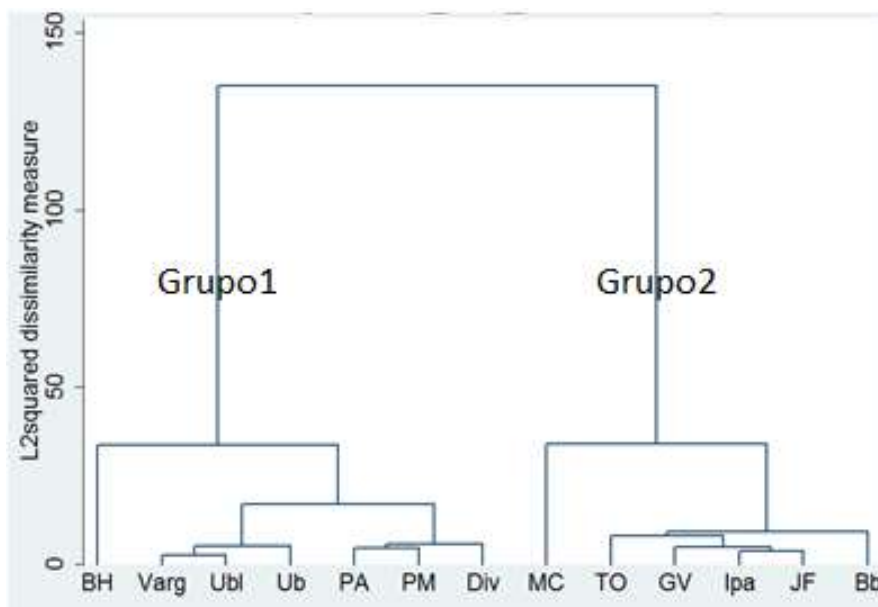 150
100
50
0
L2squared dissimilarity measure
Grupo1
Grupo2
BH Varg Ubl Ub PA PM Div MC TO GV Ipa JF Bb